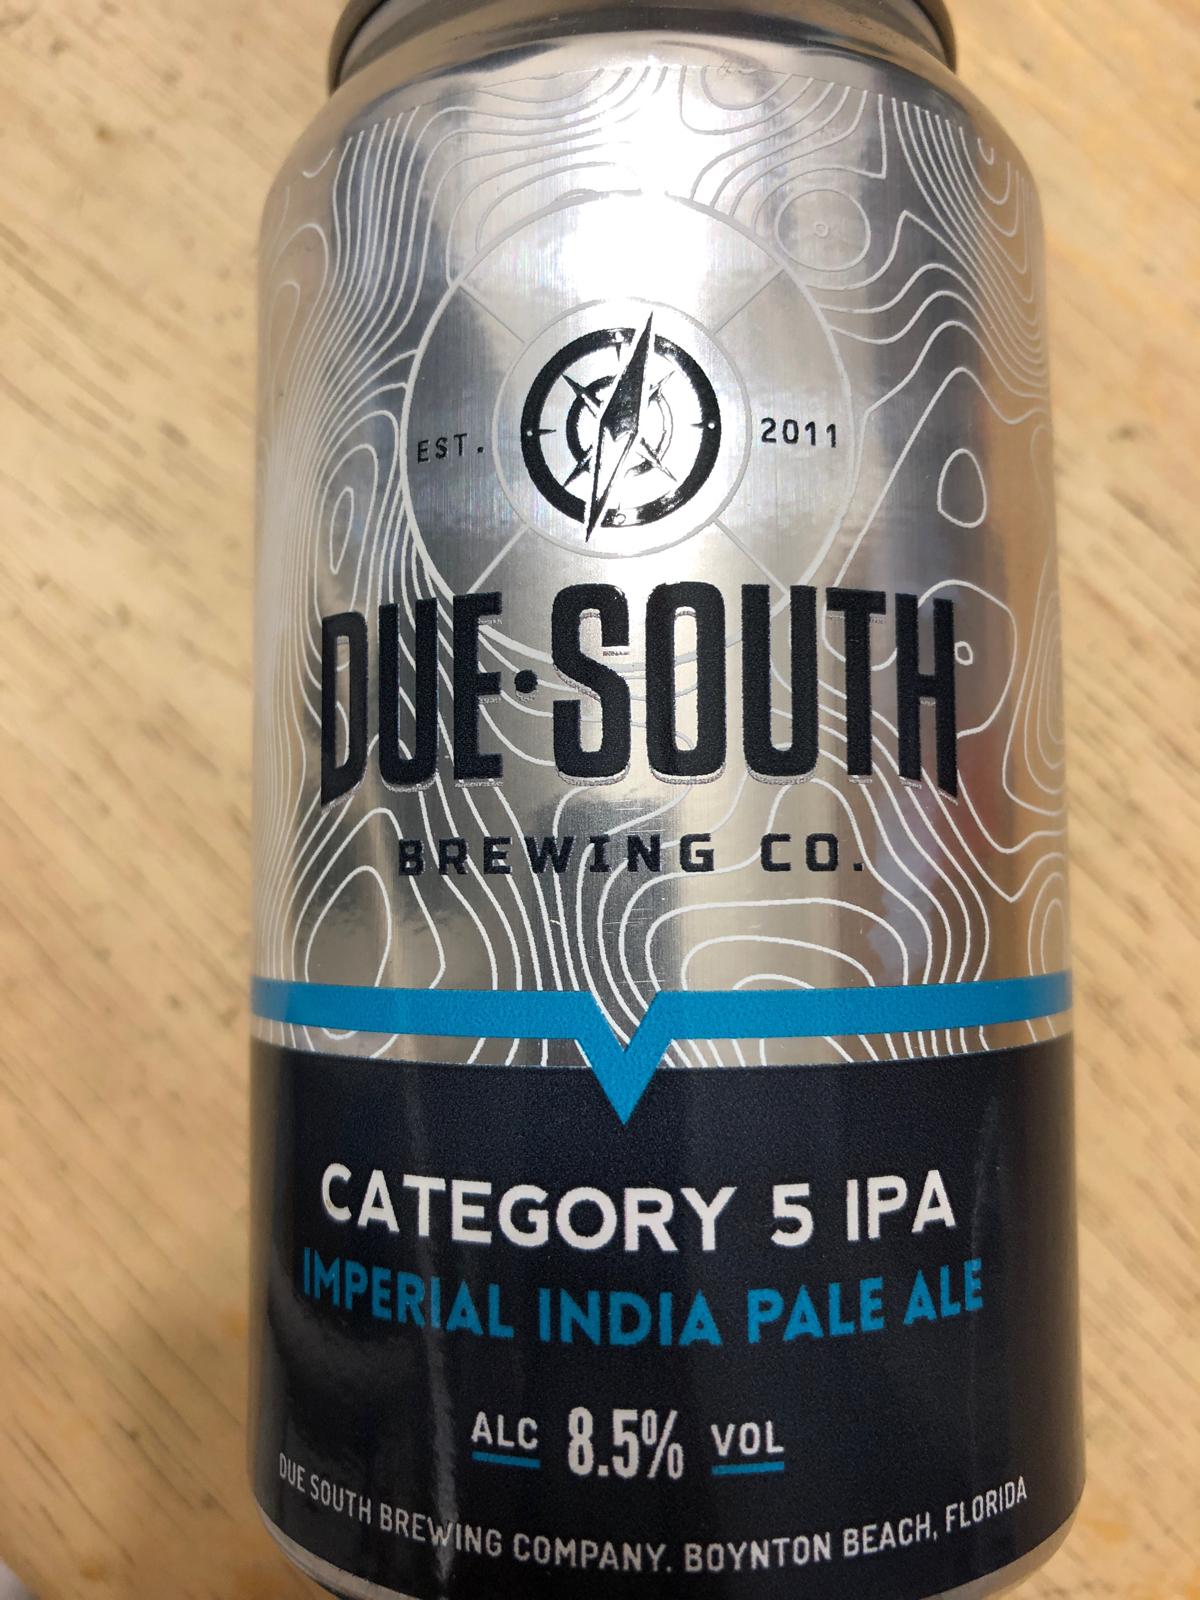 EST. 2011
DUE·SOUTH
BREWING CO.
CATEGORY 5 IPA
IMPERIAL INDIA PALE ALE
ALC 8.5% VOL
DUE SOUTH BREWING COMPANY. BOYNTON BEACH, FLORIDA